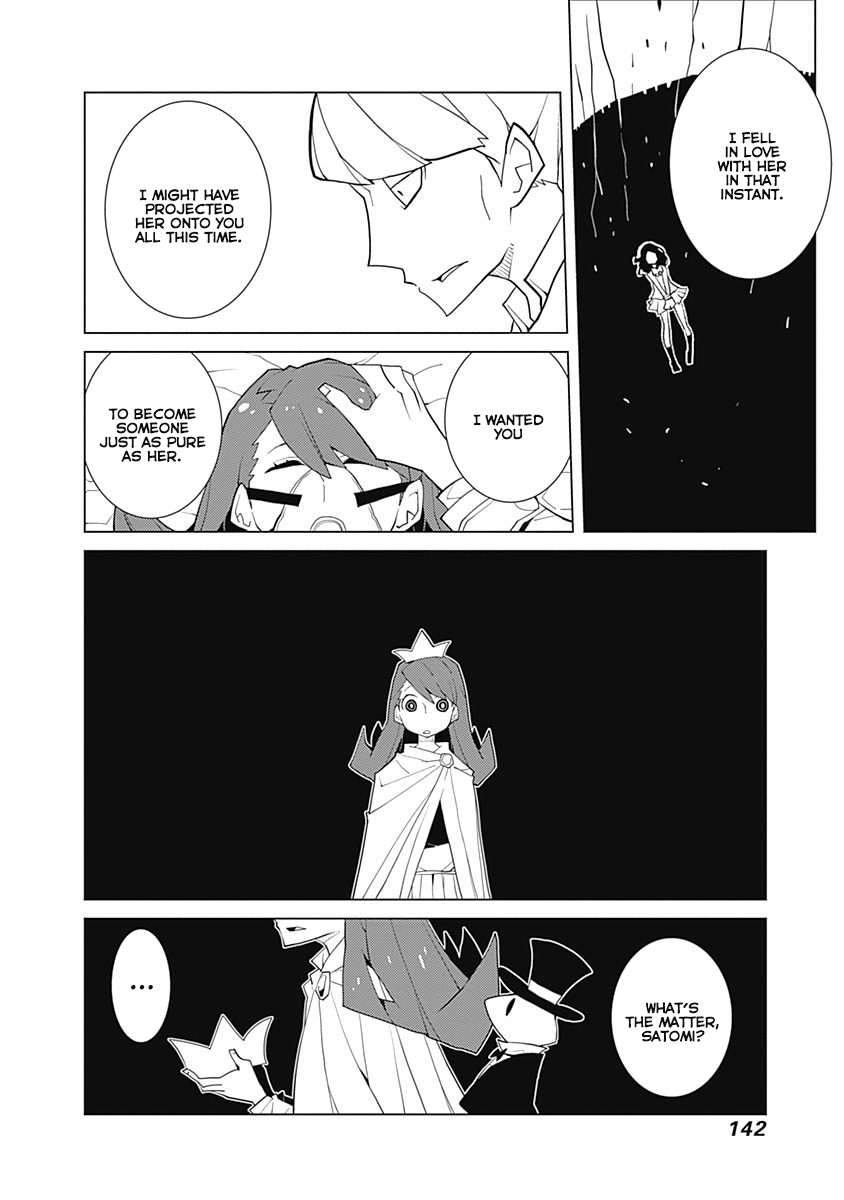 I FELL
IN LOVE
WITH HER
IN THAT
INSTANT.
I MIGHT HAVE
PROJECTED
HER ONTO YOU
ALL THIS TIME.
I WANTED
YOU
TO BECOME
SOMEONE
JUST AS PURE
AS HER.
WHAT'S
THE MATTER,
SATOMI?
...
142